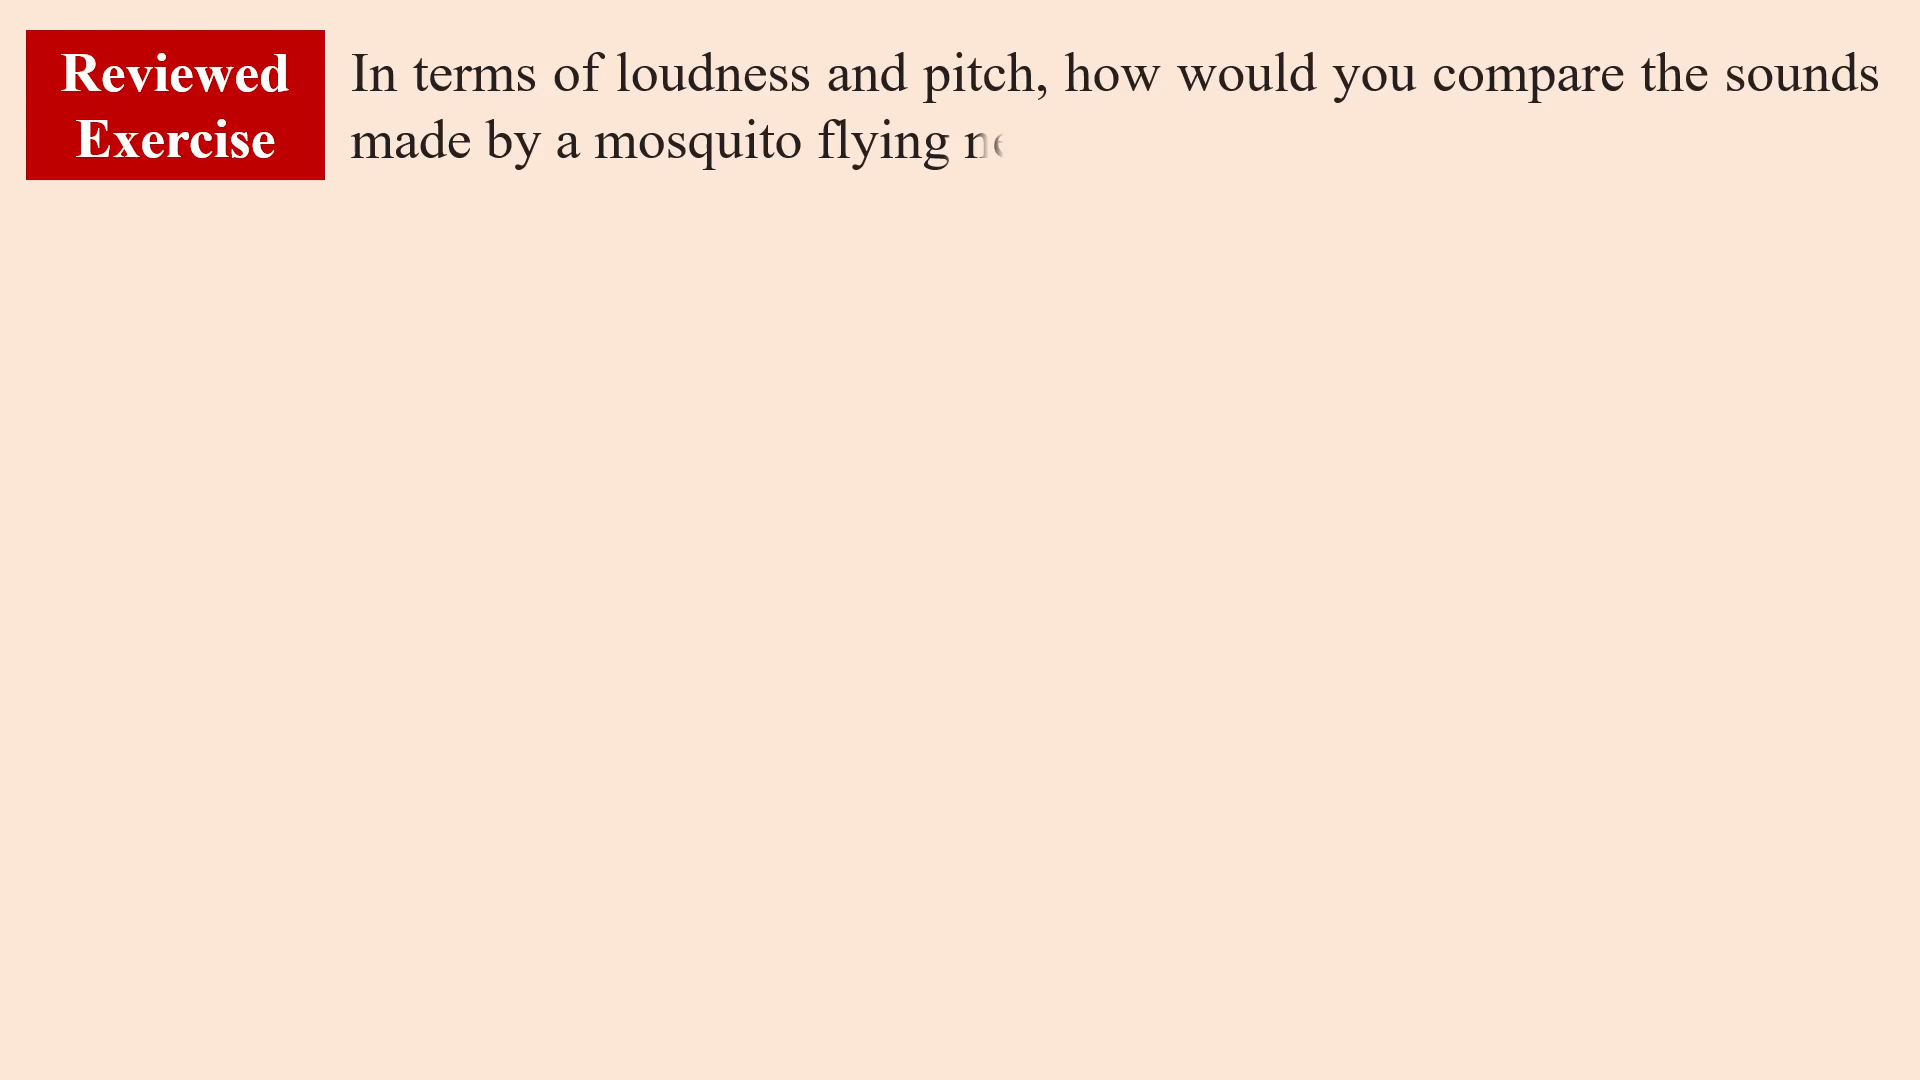 Reviewed
Exercise
In terms of loudness and pitch, how would you compare the sounds
made by a mosquito flying